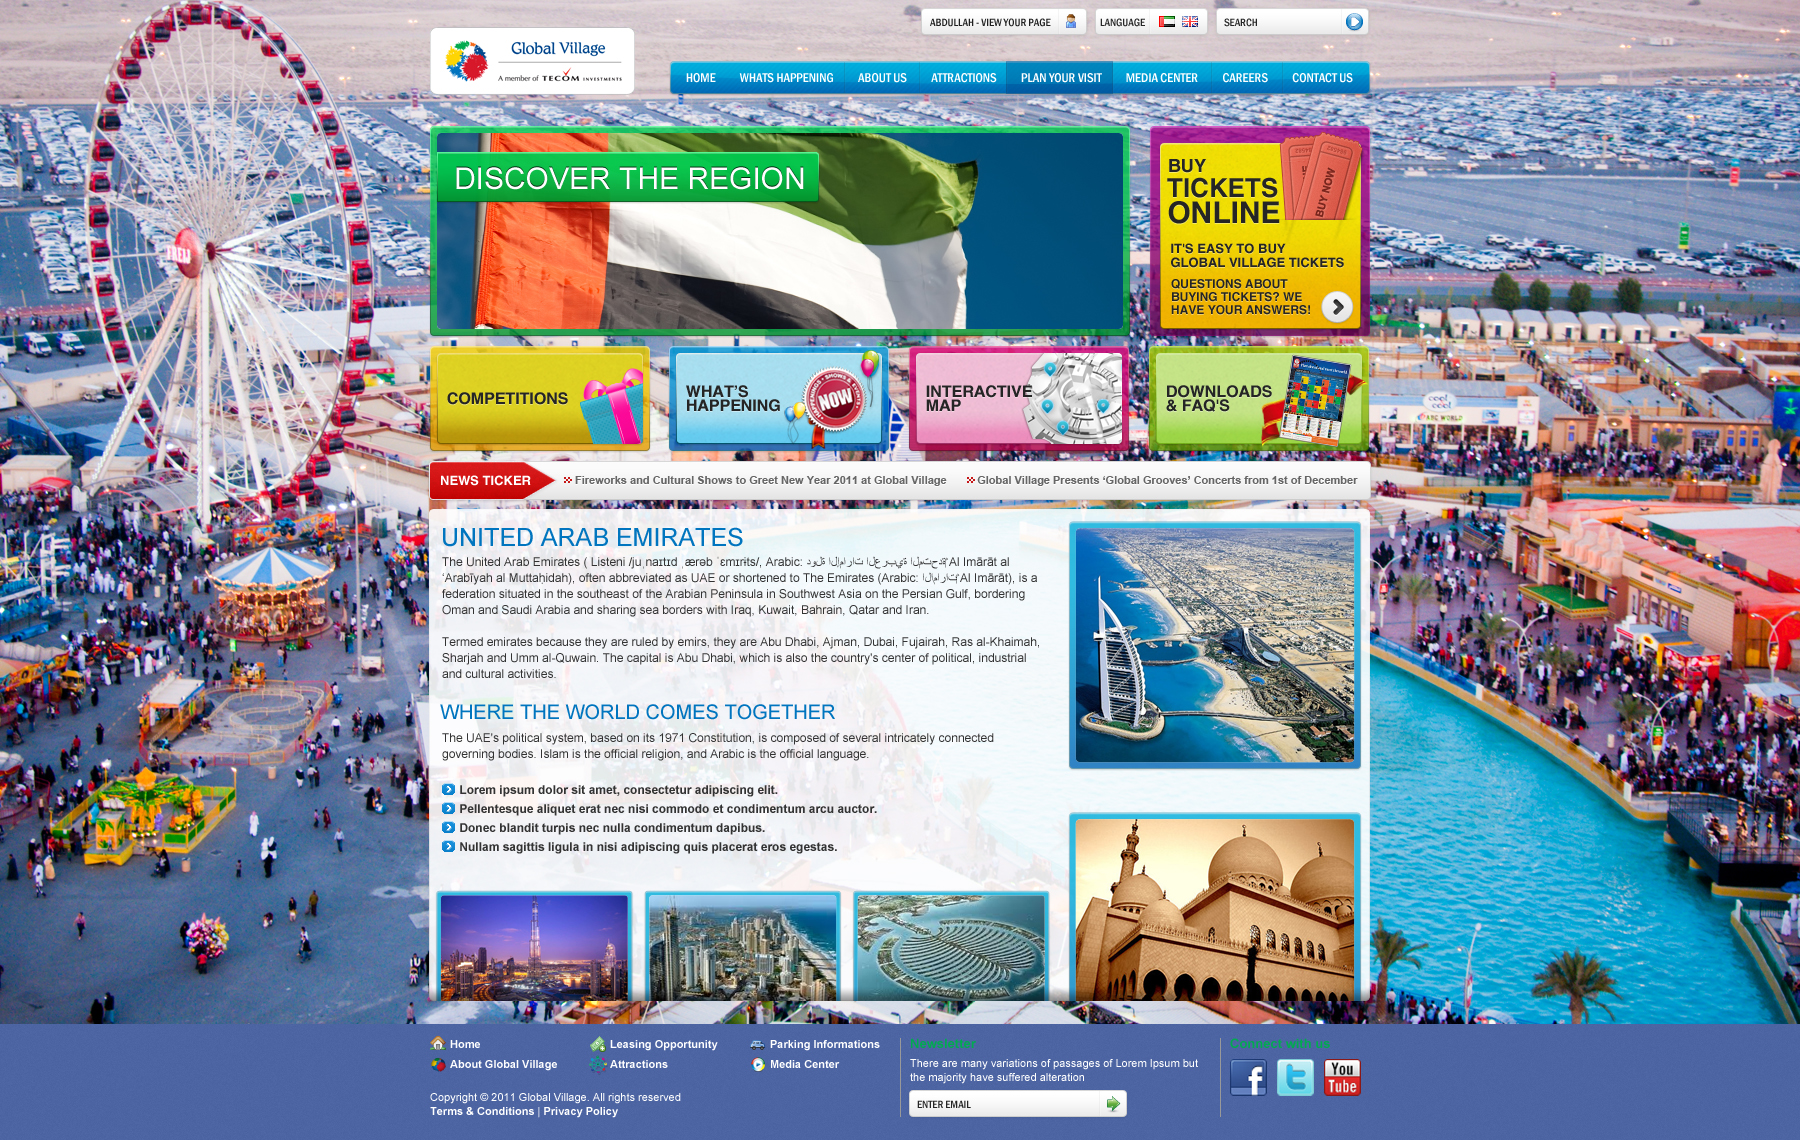 ABDULLAH - VIEW YOUR PAGE
LANGUAGE
SEARCH
Global Village
A member of TECOM INVESTMENTS
HOME WHATS HAPPENING ABOUT US ATTRACTIONS PLAN YOUR VISIT MEDIA CENTER CAREERS CONTACT US
DISCOVER THE REGION
BUY
TICKETS
ONLINE
BUY NOW
IT'S EASY TO BUY
GLOBAL VILLAGE TICKETS
QUESTIONS ABOUT
BUYING TICKETS? WE
HAVE YOUR ANSWERS!
COMPETITIONS
WHAT'S
HAPPENING
NOW
INTERACTIVE
MAP
DOWNLOADS
& FAQ'S
NEWS TICKER
Fireworks and Cultural Shows to Greet New Year 2011 at Global Village
Global Village Presents ‘Global Grooves’ Concerts from 1st of December
UNITED ARAB EMIRATES
The United Arab Emirates ( Listeni /juːˌnaɪtɪd ˌærəb ˈɛmɪrɨts/, Arabic: دولة الإمارات العربية المتحدة‎ ‘Al Imārāt al
‘Arabīyah al Muttaḥidah), often abbreviated as UAE or shortened to The Emirates (Arabic: الإمارات‎ ‘Al Imārāt), is a
federation situated in the southeast of the Arabian Peninsula in Southwest Asia on the Persian Gulf, bordering
Oman and Saudi Arabia and sharing sea borders with Iraq, Kuwait, Bahrain, Qatar and Iran.
Termed emirates because they are ruled by emirs, they are Abu Dhabi, Ajman, Dubai, Fujairah, Ras al-Khaimah,
Sharjah and Umm al-Quwain. The capital is Abu Dhabi, which is also the country's center of political, industrial
and cultural activities.
WHERE THE WORLD COMES TOGETHER
The UAE's political system, based on its 1971 Constitution, is composed of several intricately connected
governing bodies. Islam is the official religion, and Arabic is the official language.
Lorem ipsum dolor sit amet, consectetur adipiscing elit.
Pellentesque aliquet erat nec nisi commodo et condimentum arcu auctor.
Donec blandit turpis nec nulla condimentum dapibus.
Nullam sagittis ligula in nisi adipiscing quis placerat eros egestas.
Home
Leasing Opportunity
Parking Informations
About Global Village
Attractions
Media Center
Copyright © 2011 Global Village. All rights reserved
Terms & Conditions | Privacy Policy
Newsletter
There are many variations of passages of Lorem Ipsum but
the majority have suffered alteration
ENTER EMAIL
Connect with us
You
Tube